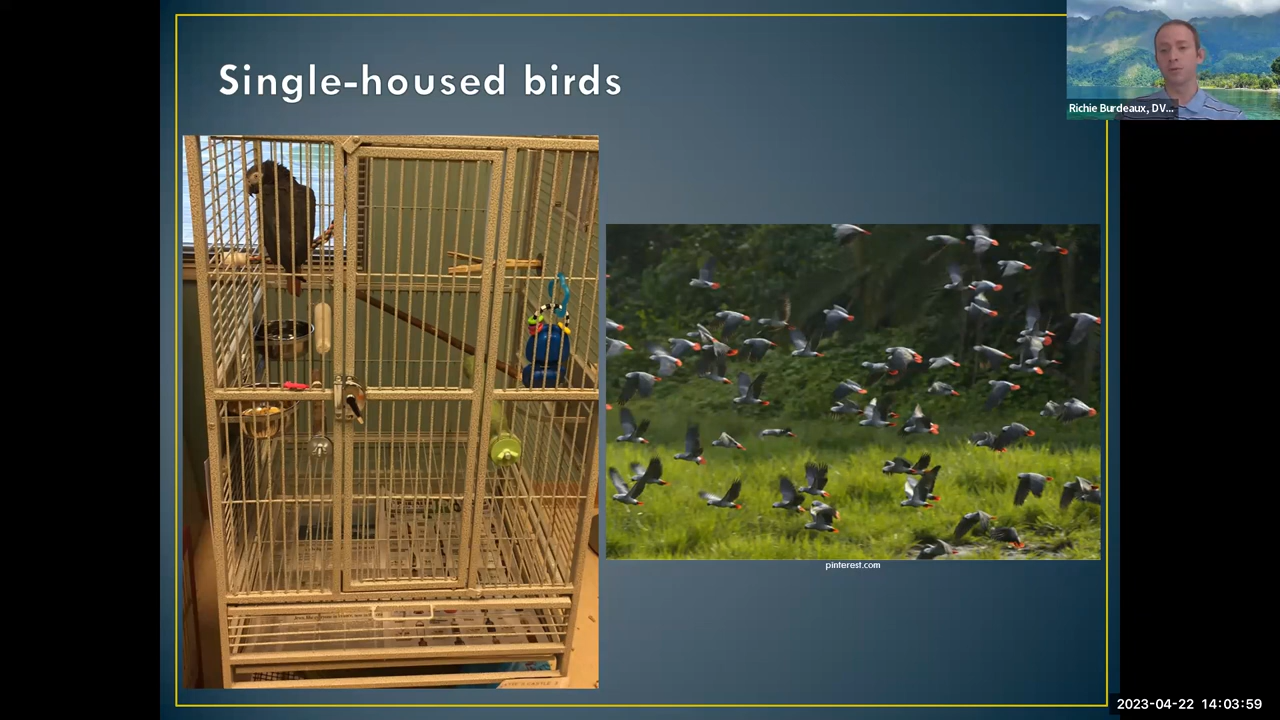 Single-housed birds
Richie Burdeaux, DV...
pinterest.com
2023-04-22 14:03:59